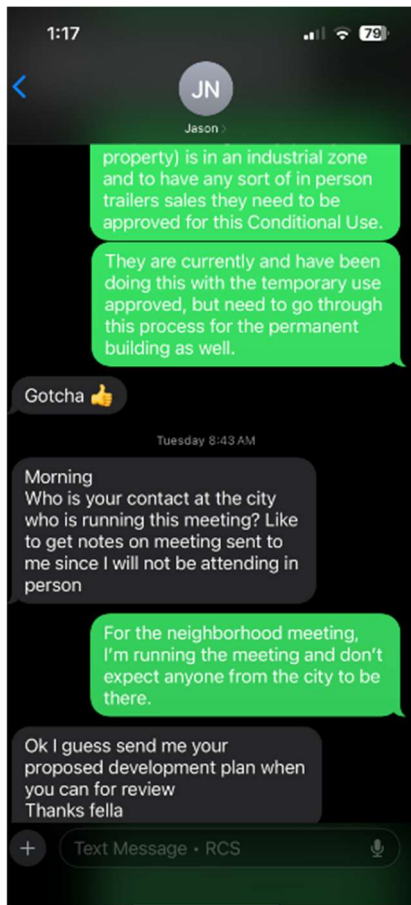 1:17
79
JN
Jason
property) is in an industrial zone
and to have any sort of in person
trailers sales they need to be
approved for this Conditional Use.
They are currently and have been
doing this with the temporary use
approved, but need to go through
this process for the permanent
building as well.
Gotcha 👍
Tuesday 8:43 AM
Morning
Who is your contact at the city
who is running this meeting? Like
to get notes on meeting sent to
me since I will not be attending in
person
For the neighborhood meeting,
I'm running the meeting and don't
expect anyone from the city to be
there.
Ok I guess send me your
proposed development plan when
you can for review
Thanks fella
Text Message • RCS